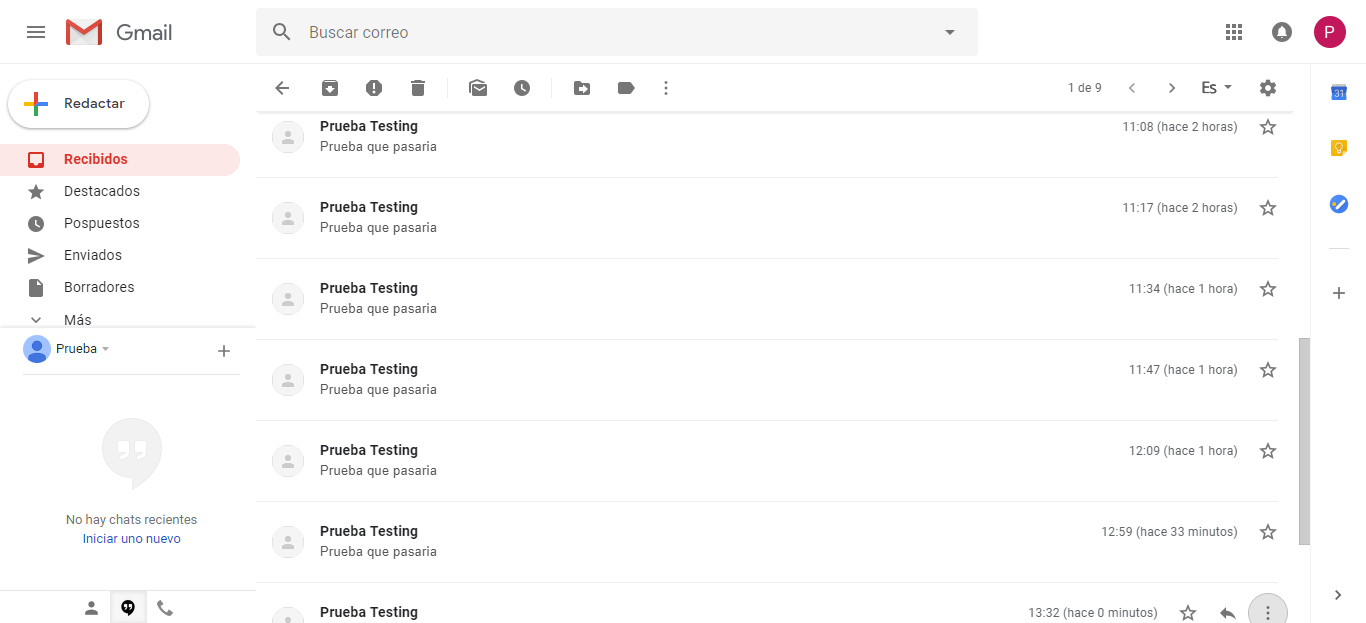 Gmail
Buscar correo
P
Redactar
1 de 9
Es
Recibidos
Destacados
Pospuestos
Enviados
Borradores
Más
Prueba
No hay chats recientes
Iniciar uno nuevo
Prueba Testing 11:08 (hace 2 horas)
Prueba que pasaria
Prueba Testing 11:17 (hace 2 horas)
Prueba que pasaria
Prueba Testing 11:34 (hace 1 hora)
Prueba que pasaria
Prueba Testing 11:47 (hace 1 hora)
Prueba que pasaria
Prueba Testing 12:09 (hace 1 hora)
Prueba que pasaria
Prueba Testing 12:59 (hace 33 minutos)
Prueba que pasaria
Prueba Testing 13:32 (hace 0 minutos)
31